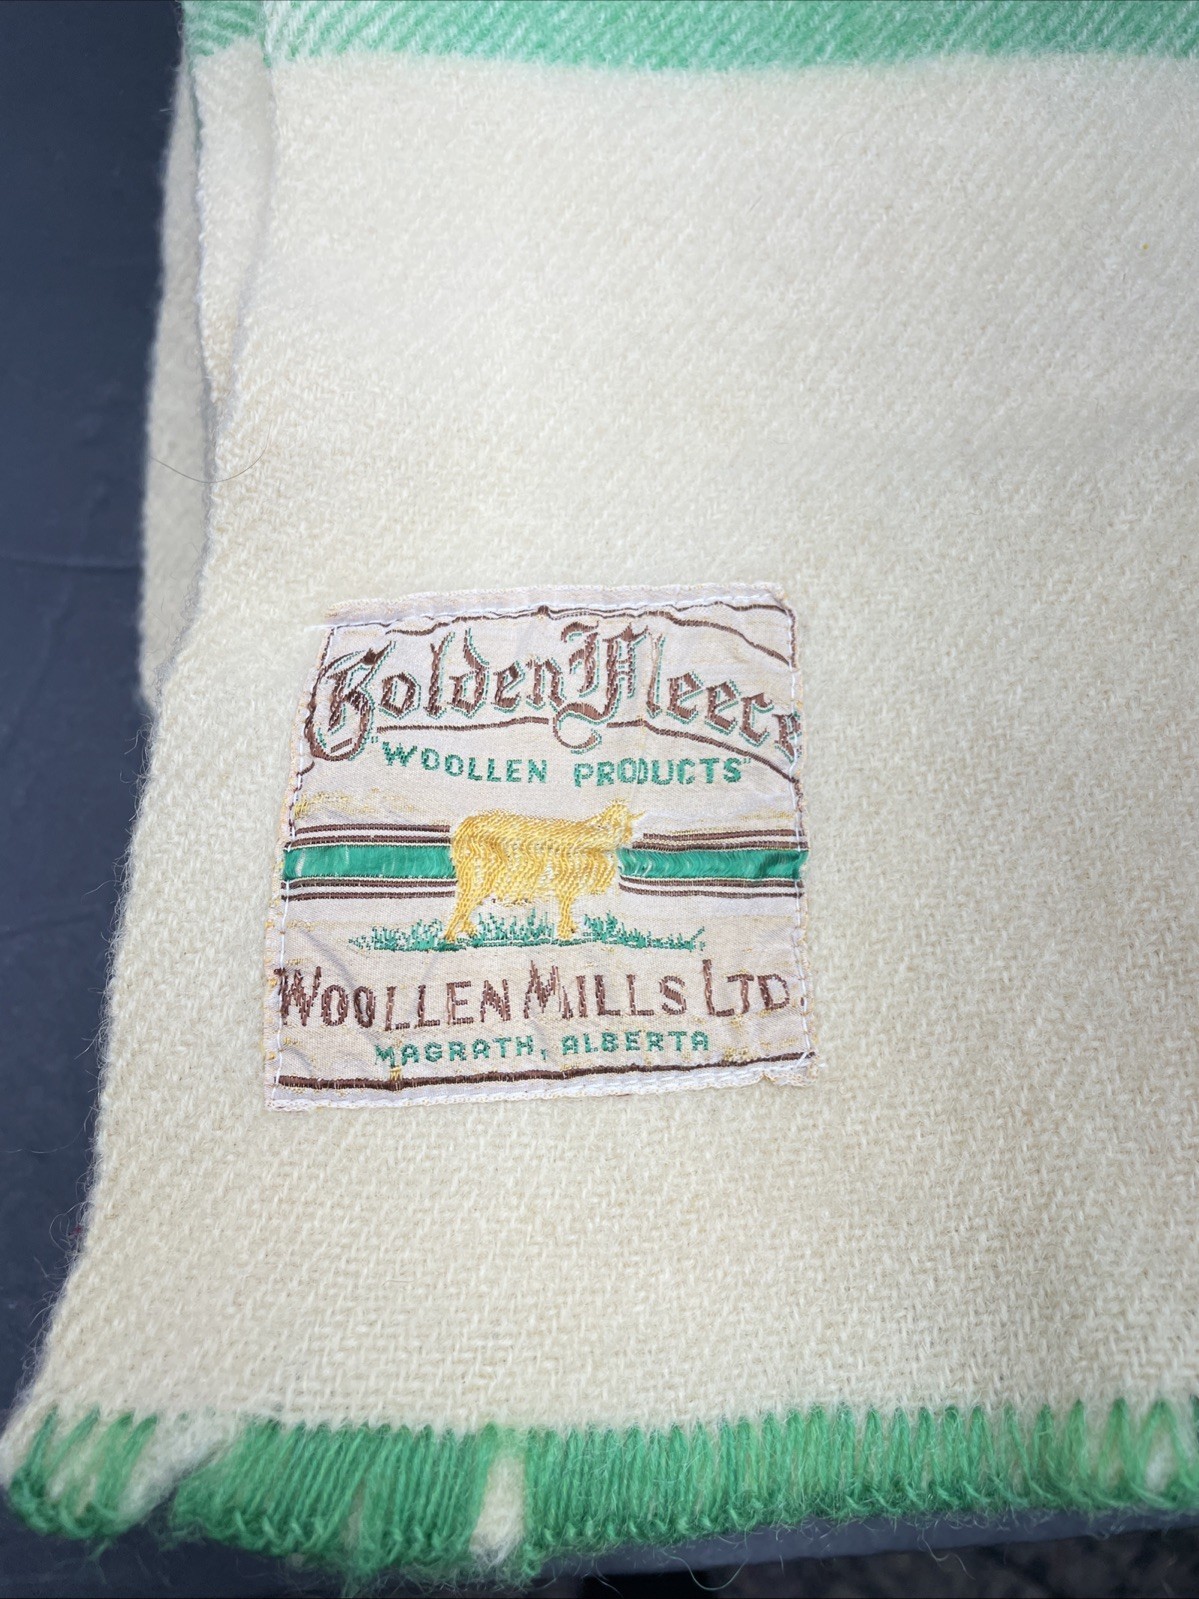 Golden Fleece
"WOOLLEN PRODUCTS"
WOOLLEN MILLS LTD.
MAGRATH, ALBERTA